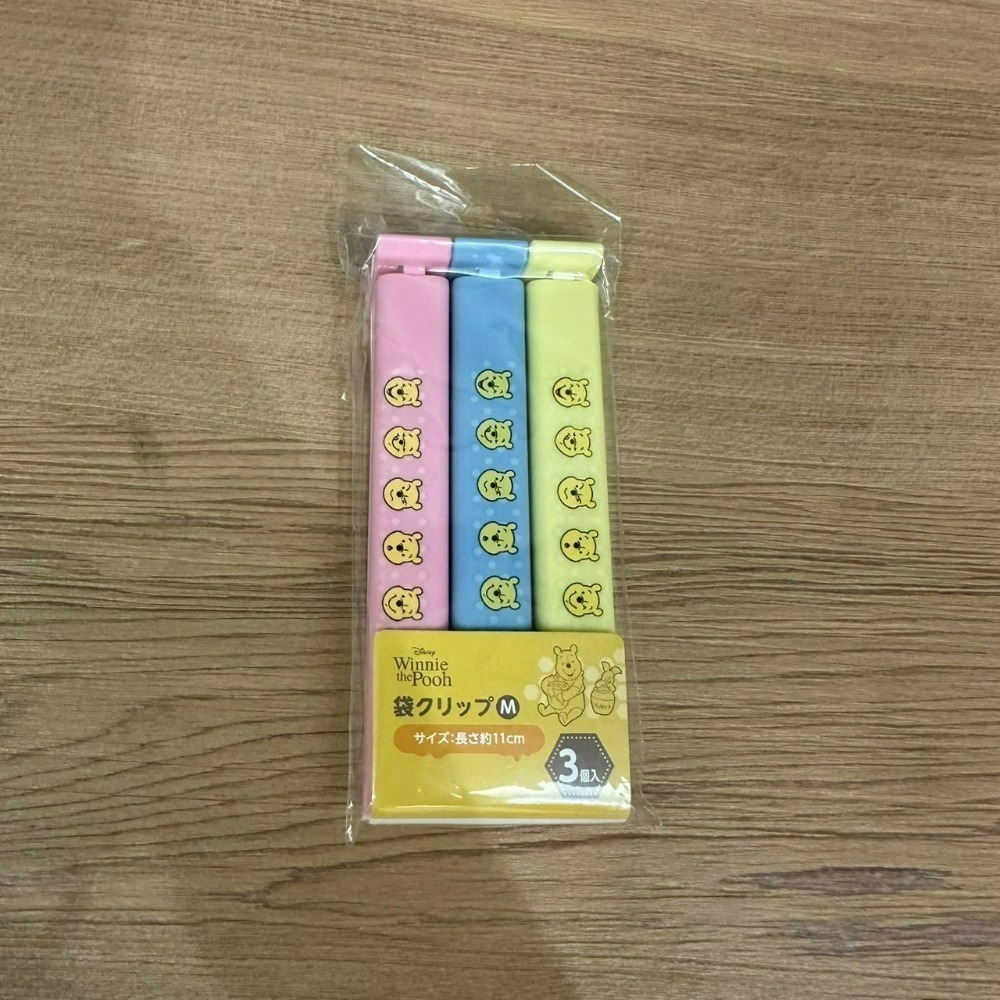 Disney
Winnie
the Pooh
袋クリップ M
サイズ:長さ約11cm
3個入